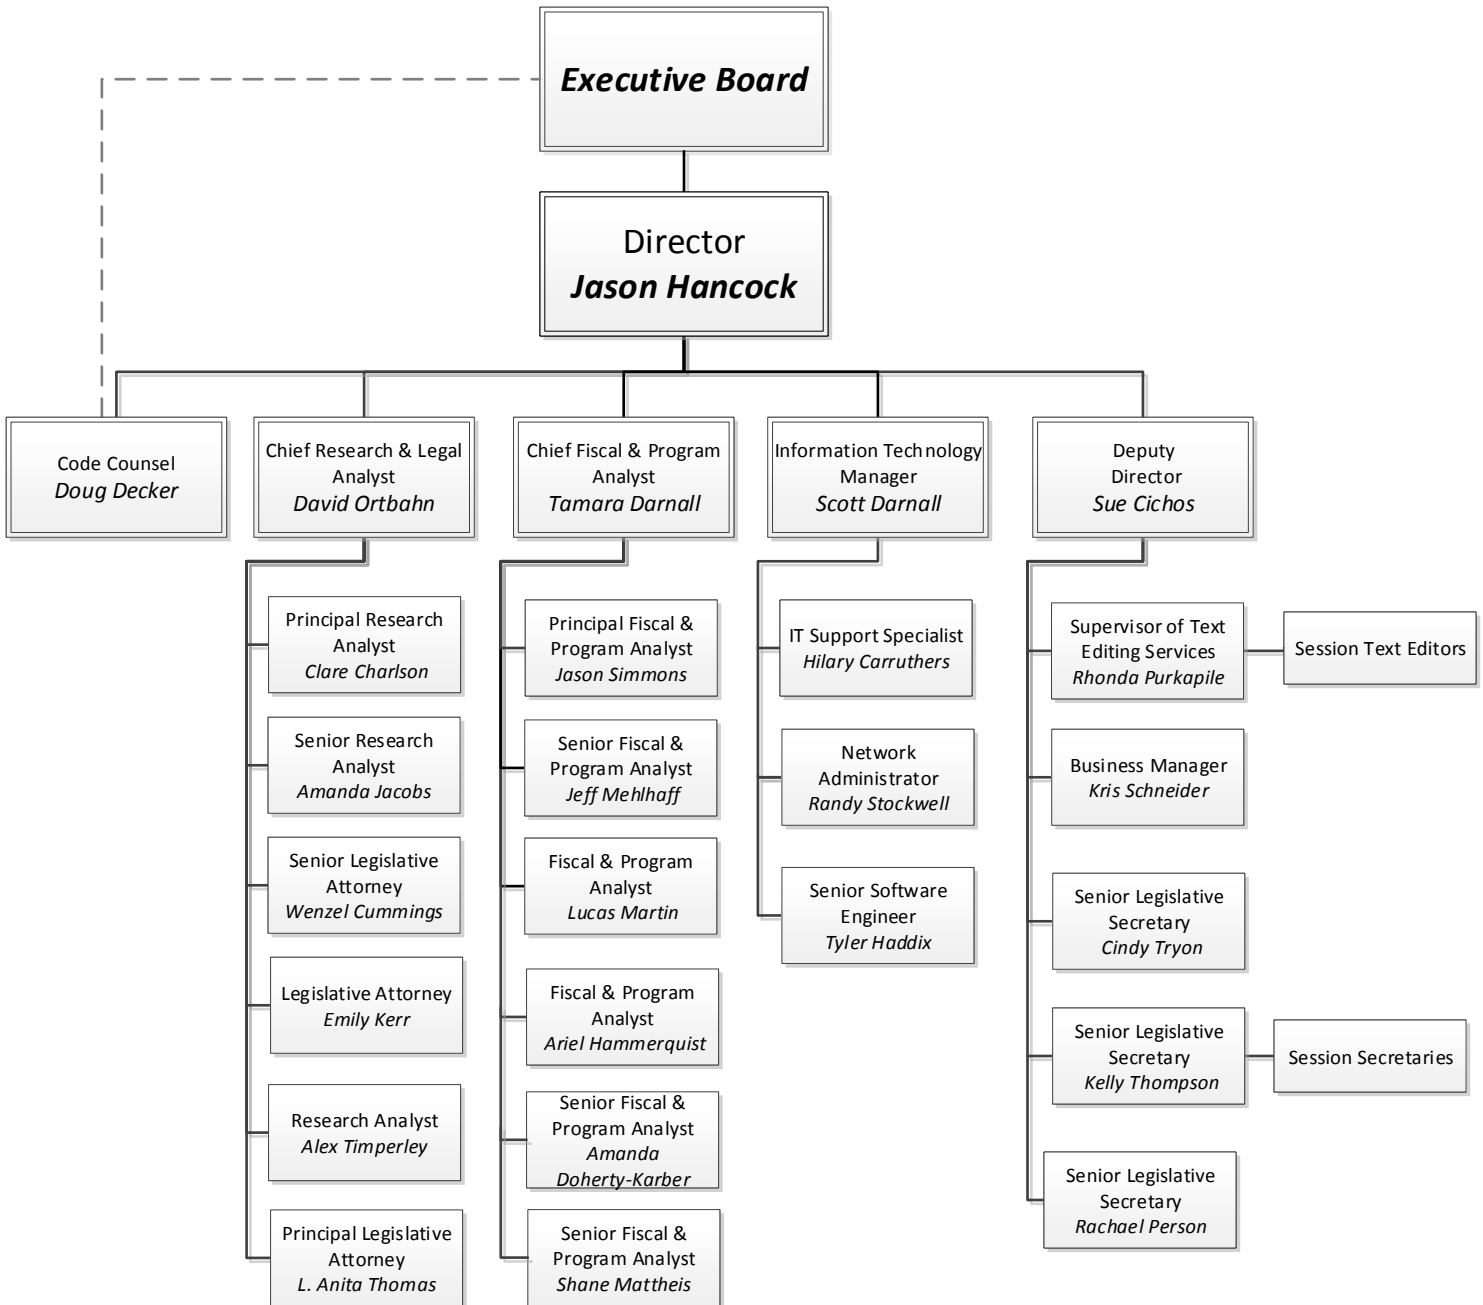 Executive Board
Director
Jason Hancock
Code Counsel
Doug Decker
Chief Research & Legal
Analyst
David Ortbahn
Chief Fiscal & Program
Analyst
Tamara Darnall
Information Technology
Manager
Scott Darnall
Deputy
Director
Sue Cichos
Principal Research
Analyst
Clare Charlson
Senior Research
Analyst
Amanda Jacobs
Senior Legislative
Attorney
Wenzel Cummings
Legislative Attorney
Emily Kerr
Research Analyst
Alex Timperley
Principal Legislative
Attorney
L. Anita Thomas
Principal Fiscal &
Program Analyst
Jason Simmons
Senior Fiscal &
Program Analyst
Jeff Mehlhaff
Fiscal & Program
Analyst
Lucas Martin
Fiscal & Program
Analyst
Ariel Hammerquist
Senior Fiscal &
Program Analyst
Amanda
Doherty-Karber
Senior Fiscal &
Program Analyst
Shane Mattheis
IT Support Specialist
Hilary Carruthers
Network
Administrator
Randy Stockwell
Senior Software
Engineer
Tyler Haddix
Supervisor of Text
Editing Services
Rhonda Purkapile
Session Text Editors
Business Manager
Kris Schneider
Senior Legislative
Secretary
Cindy Tryon
Senior Legislative
Secretary
Kelly Thompson
Session Secretaries
Senior Legislative
Secretary
Rachael Person